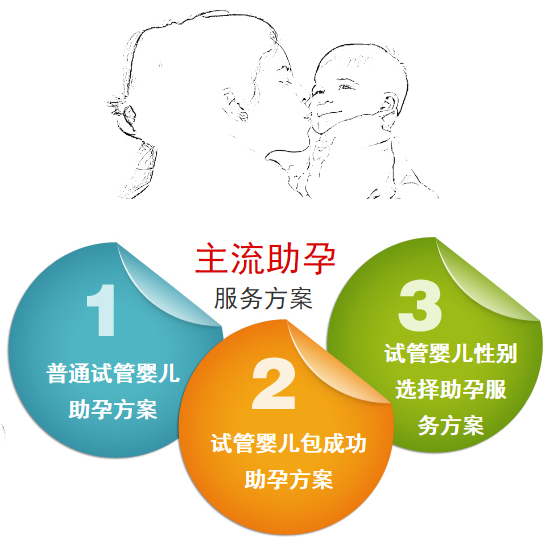 主流助孕
服务方案
1
普通试管婴儿
助孕方案
2
试管婴儿包成功
助孕方案
3
试管婴儿性别
选择助孕服
务方案